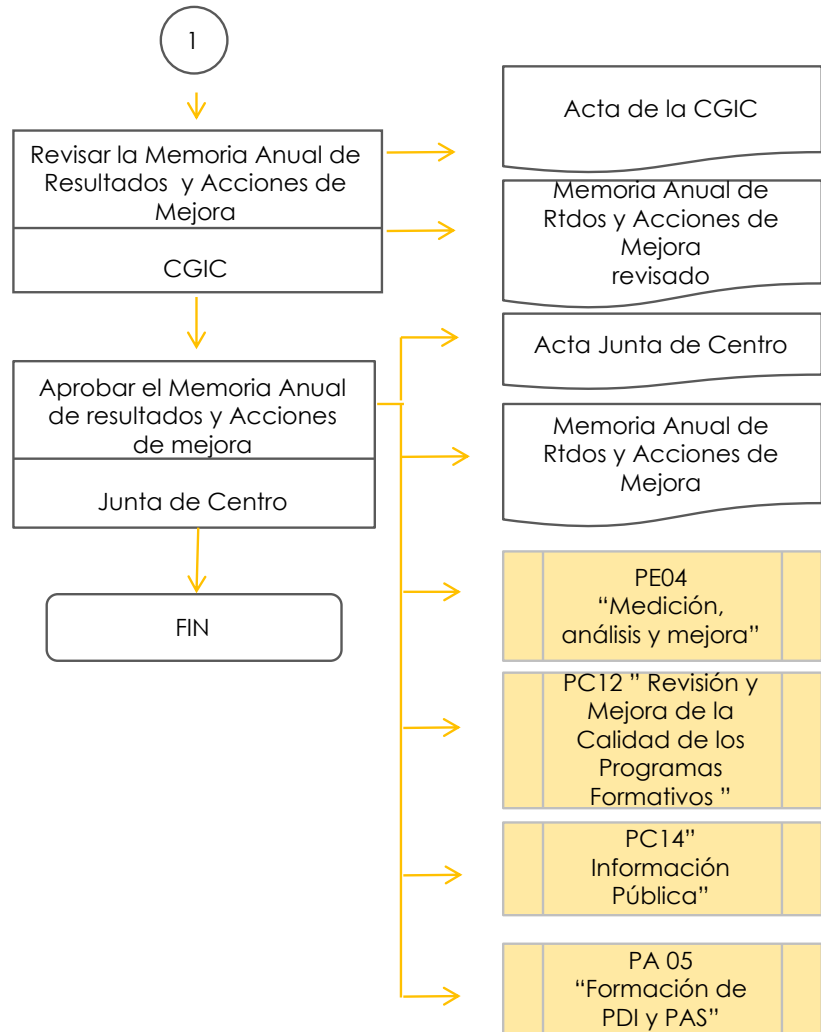 1
Revisar la Memoria Anual de
Resultados y Acciones de
Mejora
CGIC
Acta de la CGIC
Memoria Anual de
Rtdos y Acciones de
Mejora
revisado
Aprobar el Memoria Anual
de resultados y Acciones
de mejora
Junta de Centro
Acta Junta de Centro
Memoria Anual de
Rtdos y Acciones de
Mejora
FIN
PE04
“Medición,
análisis y mejora”
PC12 ” Revisión y
Mejora de la
Calidad de los
Programas
Formativos ”
PC14”
Información
Pública”
PA 05
“Formación de
PDI y PAS”